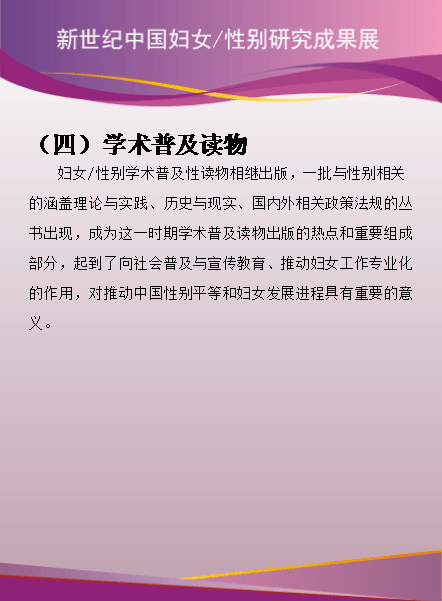 新世纪中国妇女/性别研究成果展
（四）学术普及读物
妇女/性别学术普及性读物相继出版，一批与性别相关
的涵盖理论与实践、历史与现实、国内外相关政策法规的丛
书出现，成为这一时期学术普及读物出版的热点和重要组成
部分，起到了向社会普及与宣传教育、推动妇女工作专业化
的作用，对推动中国性别平等和妇女发展进程具有重要的意
义。